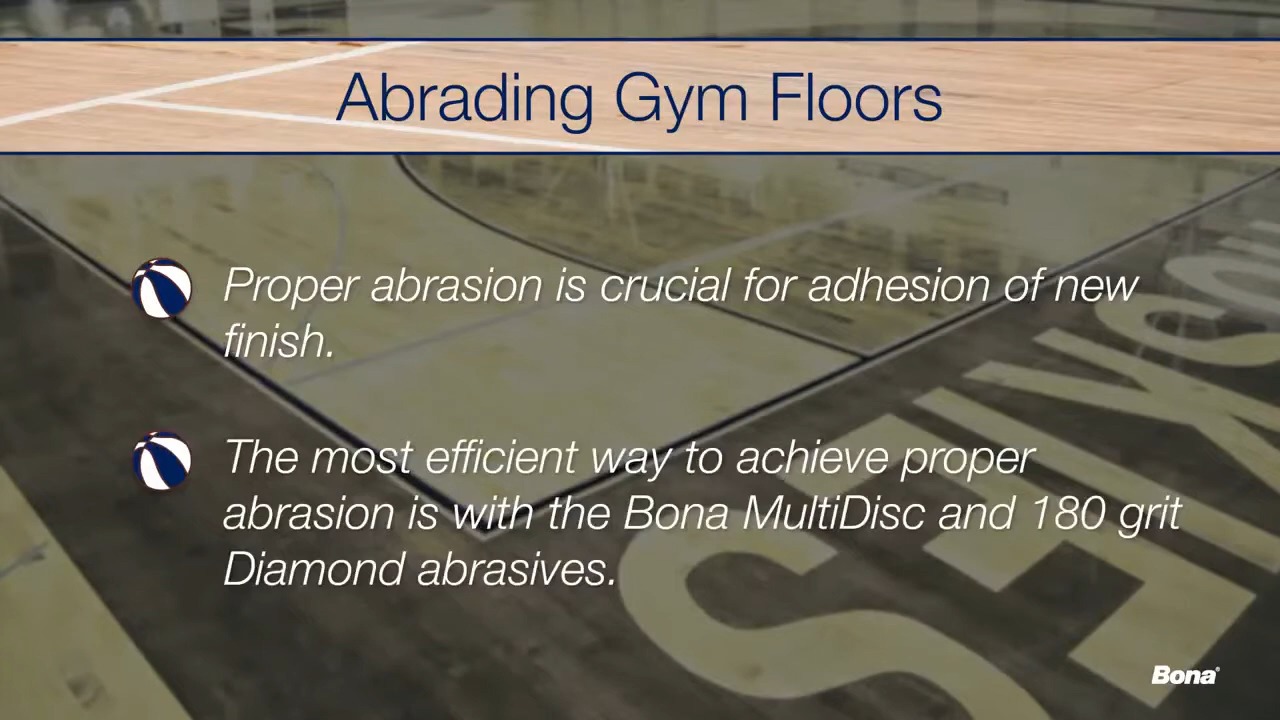 Abrading Gym Floors
Proper abrasion is crucial for adhesion of new
finish.
The most efficient way to achieve proper
abrasion is with the Bona MultiDisc and 180 grit
Diamond abrasives.
Bona®